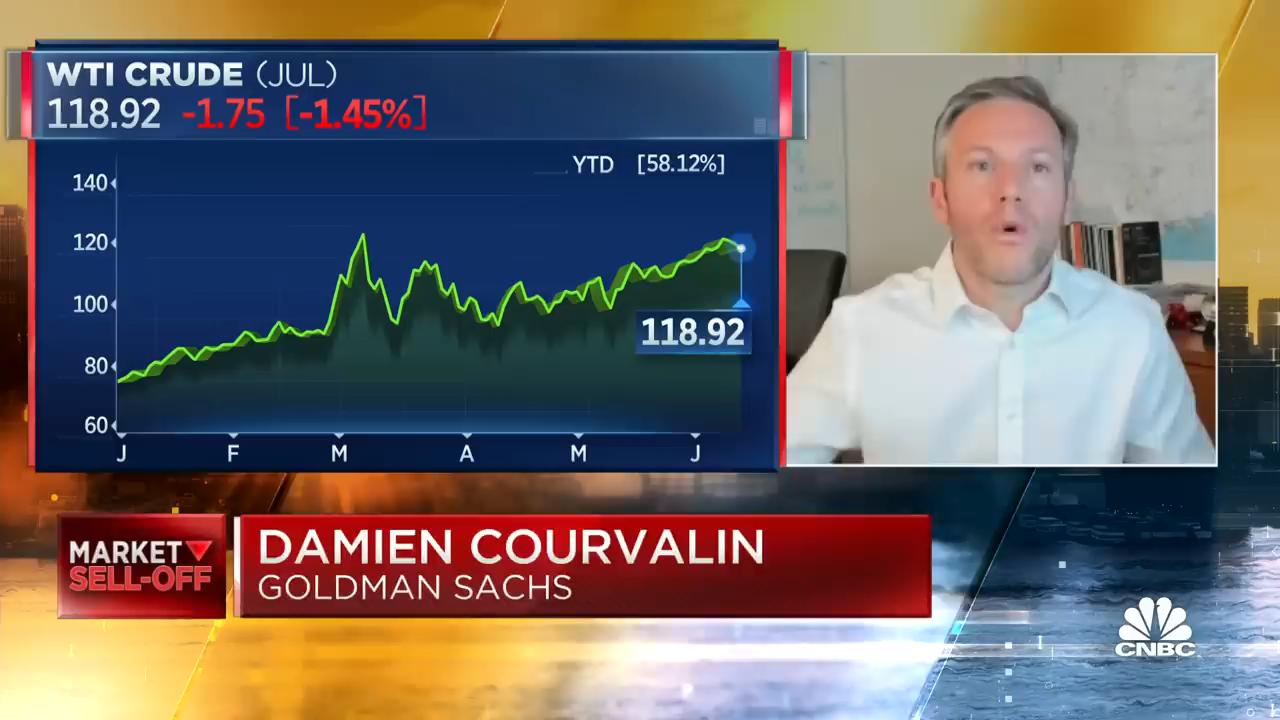 WTI CRUDE (JUL)
118.92 -1.75 [-1.45%]
YTD [58.12%]
140
120
100
80
60
118.92
J F M A M J
MARKET
SELL-OFF
DAMIEN COURVALIN
GOLDMAN SACHS
CNBC